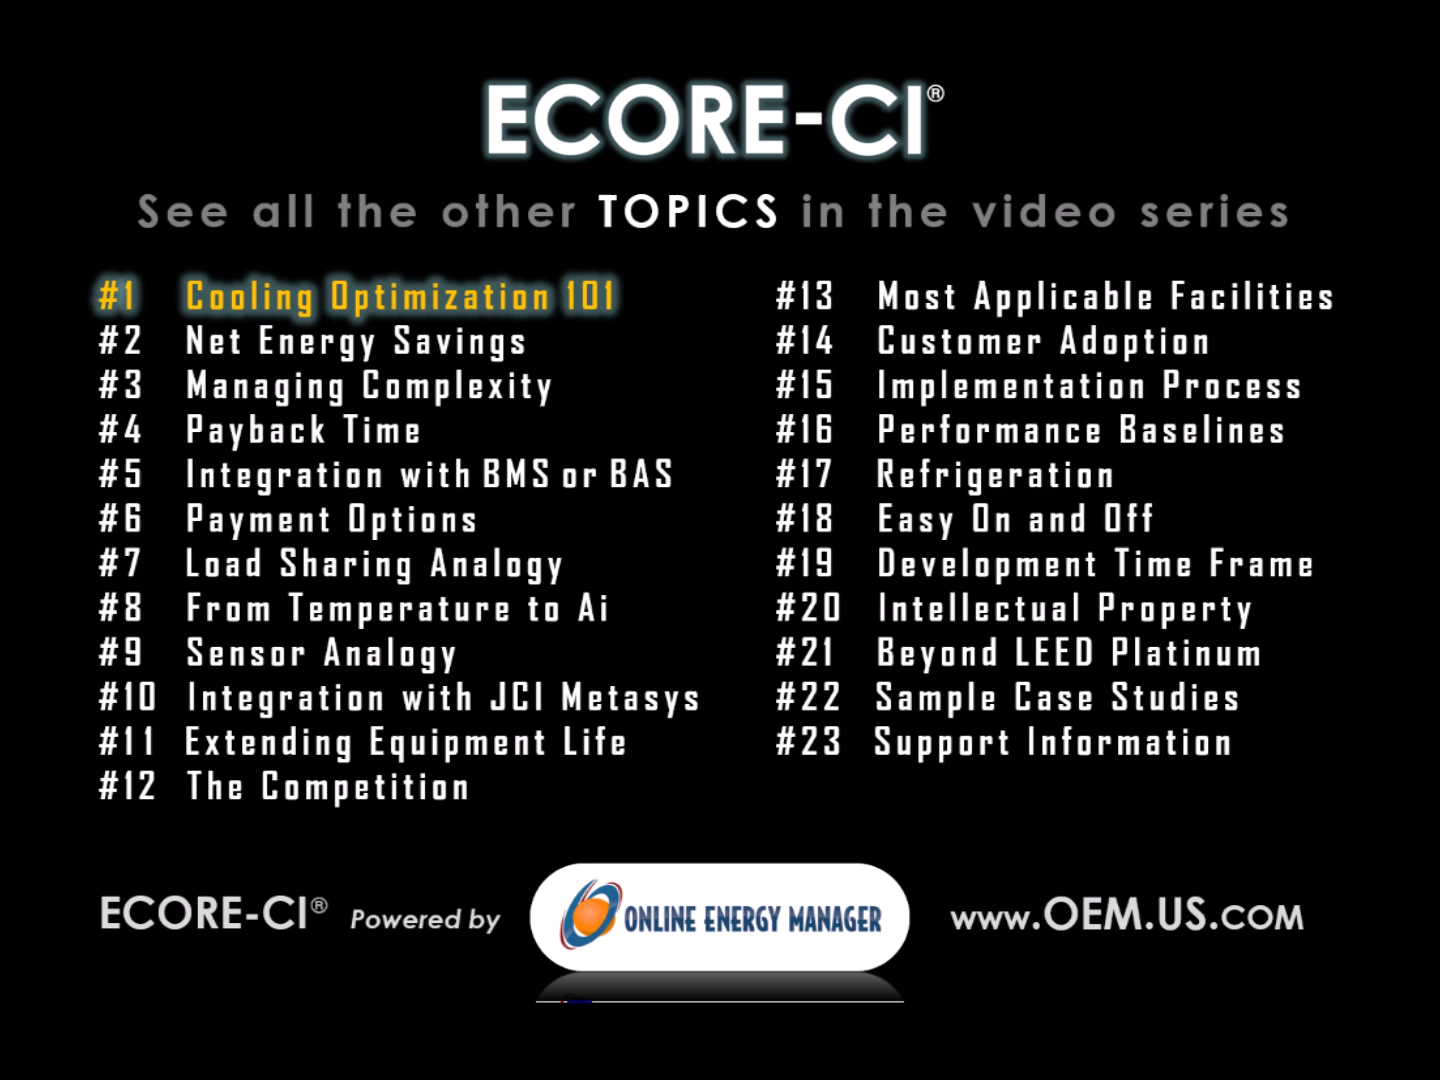 ECORE-CI®
See all the other TOPICS in the video series
#1 Cooling Optimization 101
#2 Net Energy Savings
#3 Managing Complexity
#4 Payback Time
#5 Integration with BMS or BAS
#6 Payment Options
#7 Load Sharing Analogy
#8 From Temperature to Ai
#9 Sensor Analogy
#10 Integration with JCI Metasys
#11 Extending Equipment Life
#12 The Competition
#13 Most Applicable Facilities
#14 Customer Adoption
#15 Implementation Process
#16 Performance Baselines
#17 Refrigeration
#18 Easy On and Off
#19 Development Time Frame
#20 Intellectual Property
#21 Beyond LEED Platinum
#22 Sample Case Studies
#23 Support Information
ECORE-CI® Powered by ONLINE ENERGY MANAGER www.OEM.US.COM